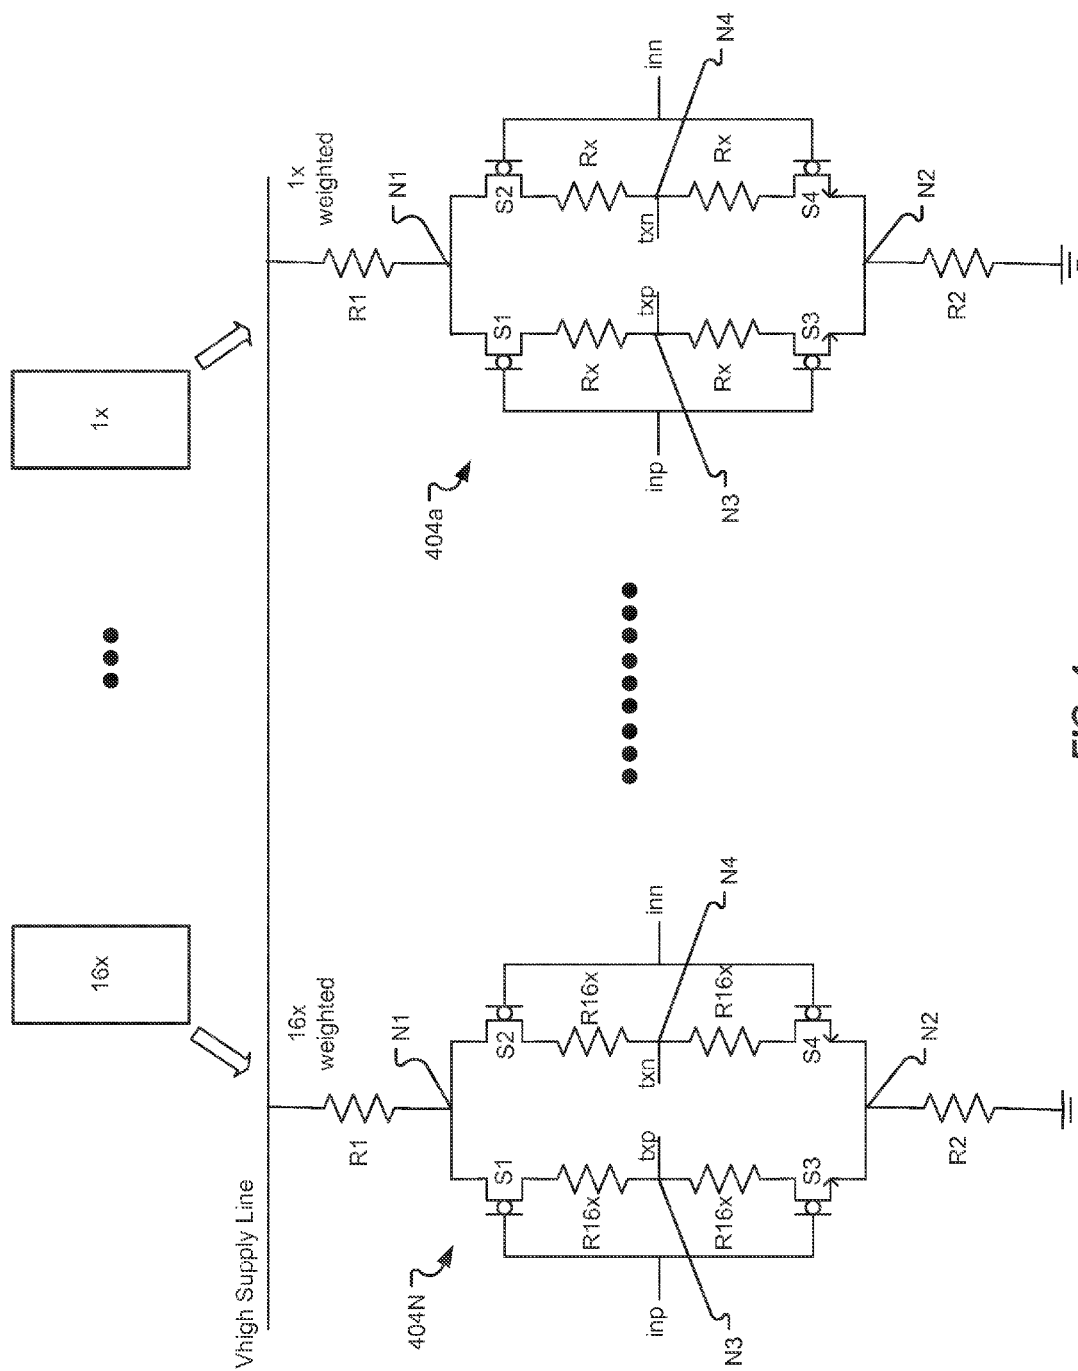 16x
1x
Vhigh Supply Line
16x
weighted
1x
weighted
R1
N1
R1
N1
404N
S1
S2
404a
S1
S2
R16x
R16x
Rx
Rx
inp
txp
txn
inn
inp
txp
txn
inn
R16x
R16x
Rx
Rx
N3
N4
N3
N4
S3
S4
S3
S4
N2
N2
R2
R2